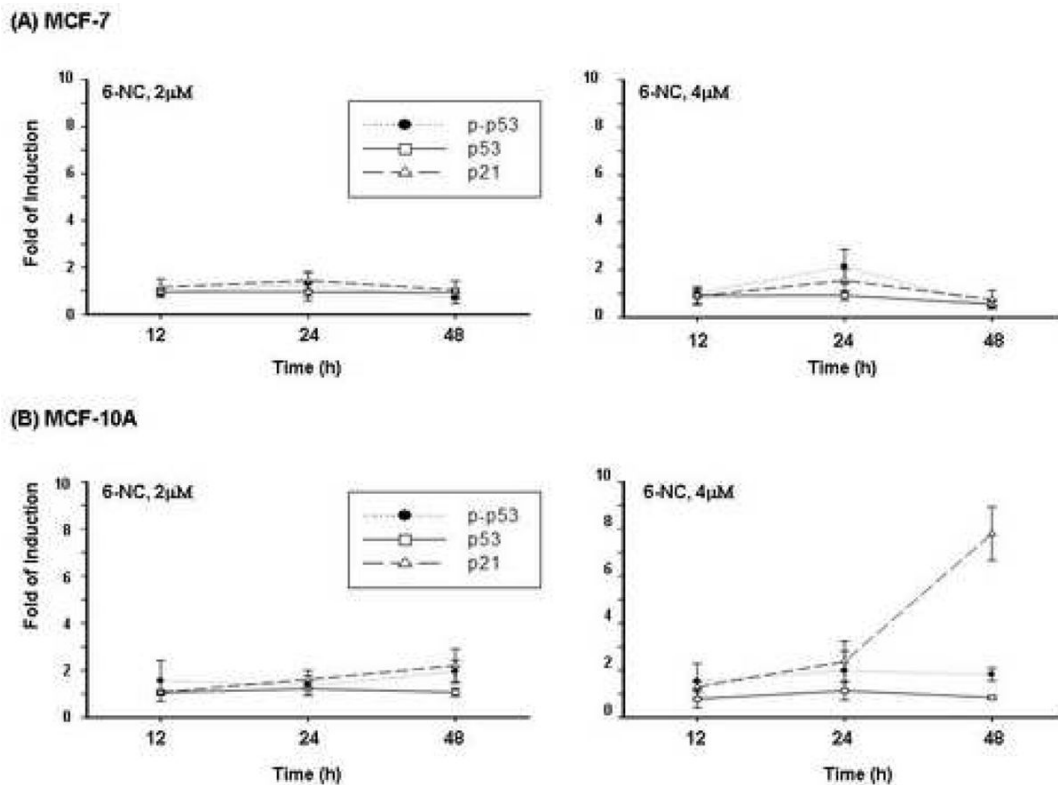 (A) MCF-7
6-NC, 2μM
p-p53
p53
p21
Fold of Induction
10
8
6
4
2
0
12 24 48
Time (h)
6-NC, 4μM
10
8
6
4
2
0
12 24 48
Time (h)
(B) MCF-10A
6-NC, 2μM
p-p53
p53
p21
Fold of Induction
10
8
6
4
2
0
12 24 48
Time (h)
6-NC, 4μM
10
8
6
4
2
0
12 24 48
Time (h)